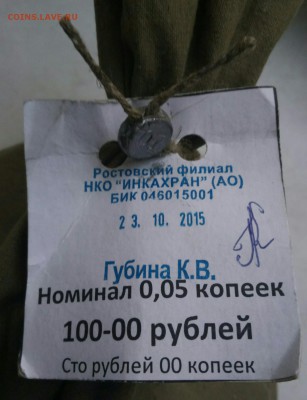 COINS.LAVE.RU
Ростовский филиал
НКО "ИНКАХРАН" (АО)
БИК 046015001
23. 10. 2015
Губина К.В.
Номинал 0,05 копеек
100-00 рублей
Сто рублей 00 копеек